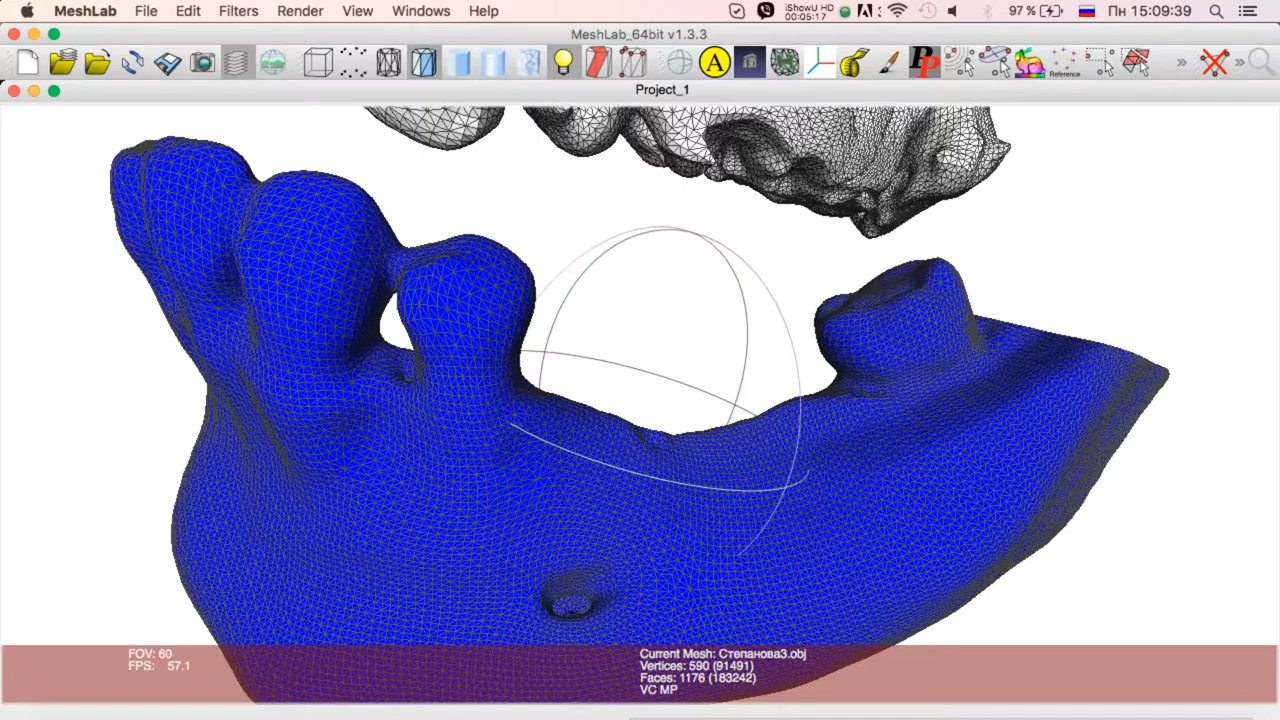 MeshLab File Edit Filters Render View Windows Help iShowU HD 00:05:17 97 % Пн 15:09:39
MeshLab_64bit v1.3.3
A PP Reference » »
Project_1
FOV: 60
FPS: 57.1
Current Mesh: Степанова3.obj
Vertices: 590 (91491)
Faces: 1176 (183242)
VC MP